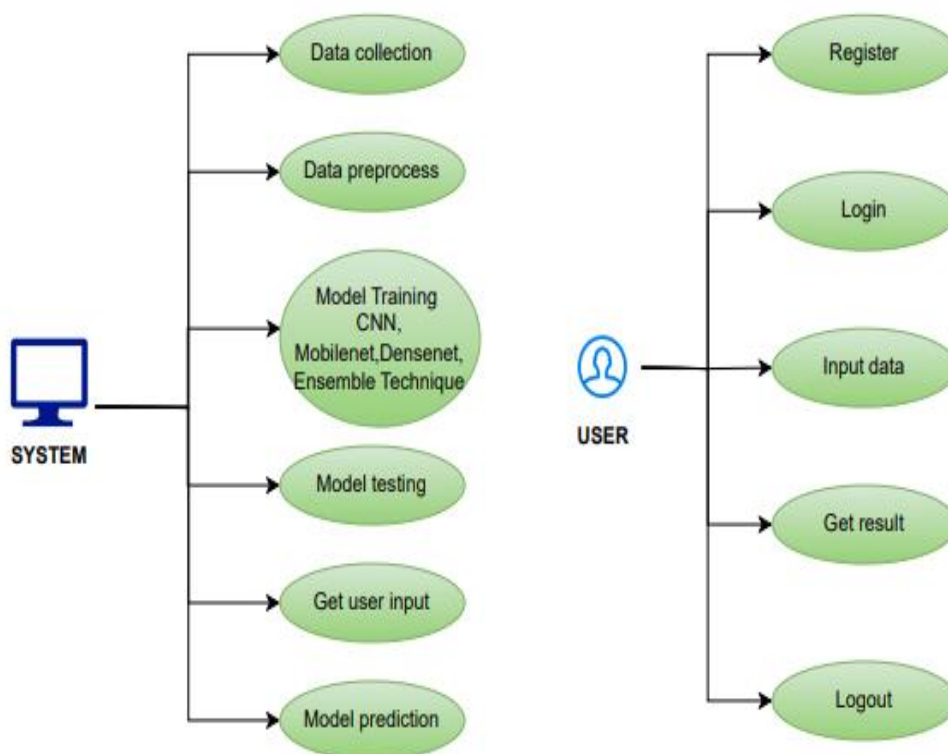 Data collection
Data preprocess
Model Training
CNN,
Mobilenet,Densenet,
Ensemble Technique
SYSTEM
Model testing
Get user input
Model prediction
Register
Login
Input data
USER
Get result
Logout